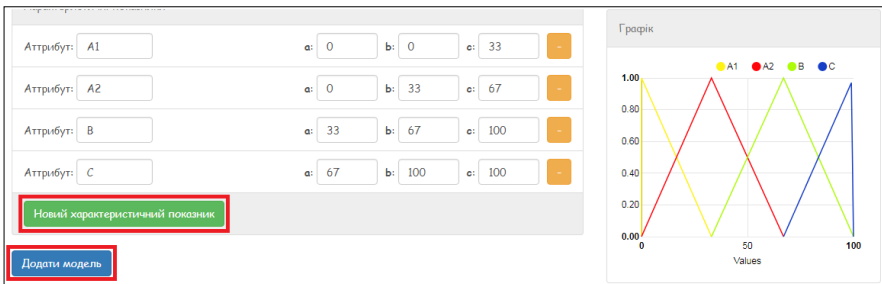 Графік
Аттрибут: A1 a: 0 b: 0 c: 33 -
Аттрибут: A2 a: 0 b: 33 c: 67 -
Аттрибут: B a: 33 b: 67 c: 100 -
Аттрибут: C a: 67 b: 100 c: 100 -
Новий характеристичний показник
Додати модель
A1 A2 B C
1.00
0.80
0.60
0.40
0.20
0.00
0 50 100
Values